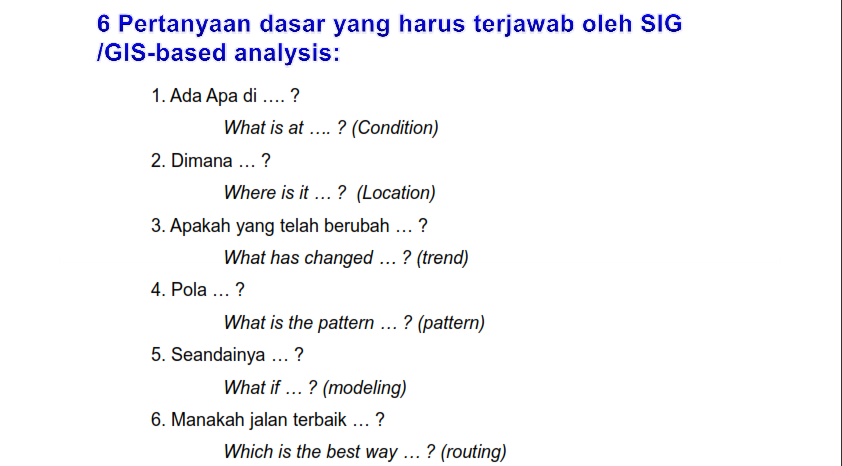 6 Pertanyaan dasar yang harus terjawab oleh SIG
/GIS-based analysis:
1. Ada Apa di .... ?
What is at .... ? (Condition)
2. Dimana ... ?
Where is it ... ? (Location)
3. Apakah yang telah berubah ... ?
What has changed ... ? (trend)
4. Pola ... ?
What is the pattern ... ? (pattern)
5. Seandainya ... ?
What if ... ? (modeling)
6. Manakah jalan terbaik ... ?
Which is the best way ... ? (routing)